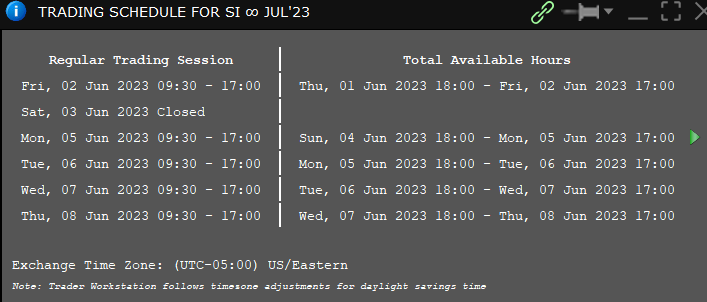 TRADING SCHEDULE FOR SI ∞ JUL'23
Regular Trading Session Total Available Hours
Fri, 02 Jun 2023 09:30 - 17:00 Thu, 01 Jun 2023 18:00 - Fri, 02 Jun 2023 17:00
Sat, 03 Jun 2023 Closed
Mon, 05 Jun 2023 09:30 - 17:00 Sun, 04 Jun 2023 18:00 - Mon, 05 Jun 2023 17:00
Tue, 06 Jun 2023 09:30 - 17:00 Mon, 05 Jun 2023 18:00 - Tue, 06 Jun 2023 17:00
Wed, 07 Jun 2023 09:30 - 17:00 Tue, 06 Jun 2023 18:00 - Wed, 07 Jun 2023 17:00
Thu, 08 Jun 2023 09:30 - 17:00 Wed, 07 Jun 2023 18:00 - Thu, 08 Jun 2023 17:00
Exchange Time Zone: (UTC-05:00) US/Eastern
Note: Trader Workstation follows timezone adjustments for daylight savings time